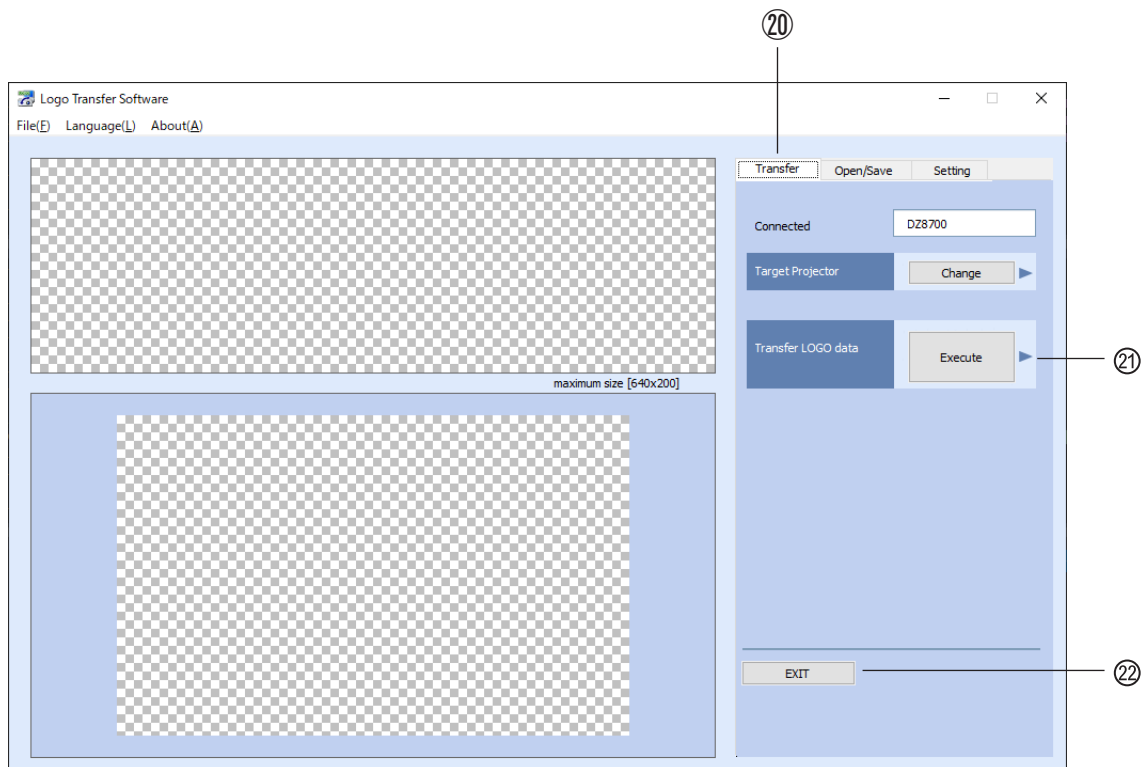 ⑳
Logo Transfer Software
File(F) Language(L) About(A)
Transfer Open/Save Setting
Connected DZ8700
Target Projector Change
Transfer LOGO data Execute
㉑
maximum size [640x200]
EXIT
㉒